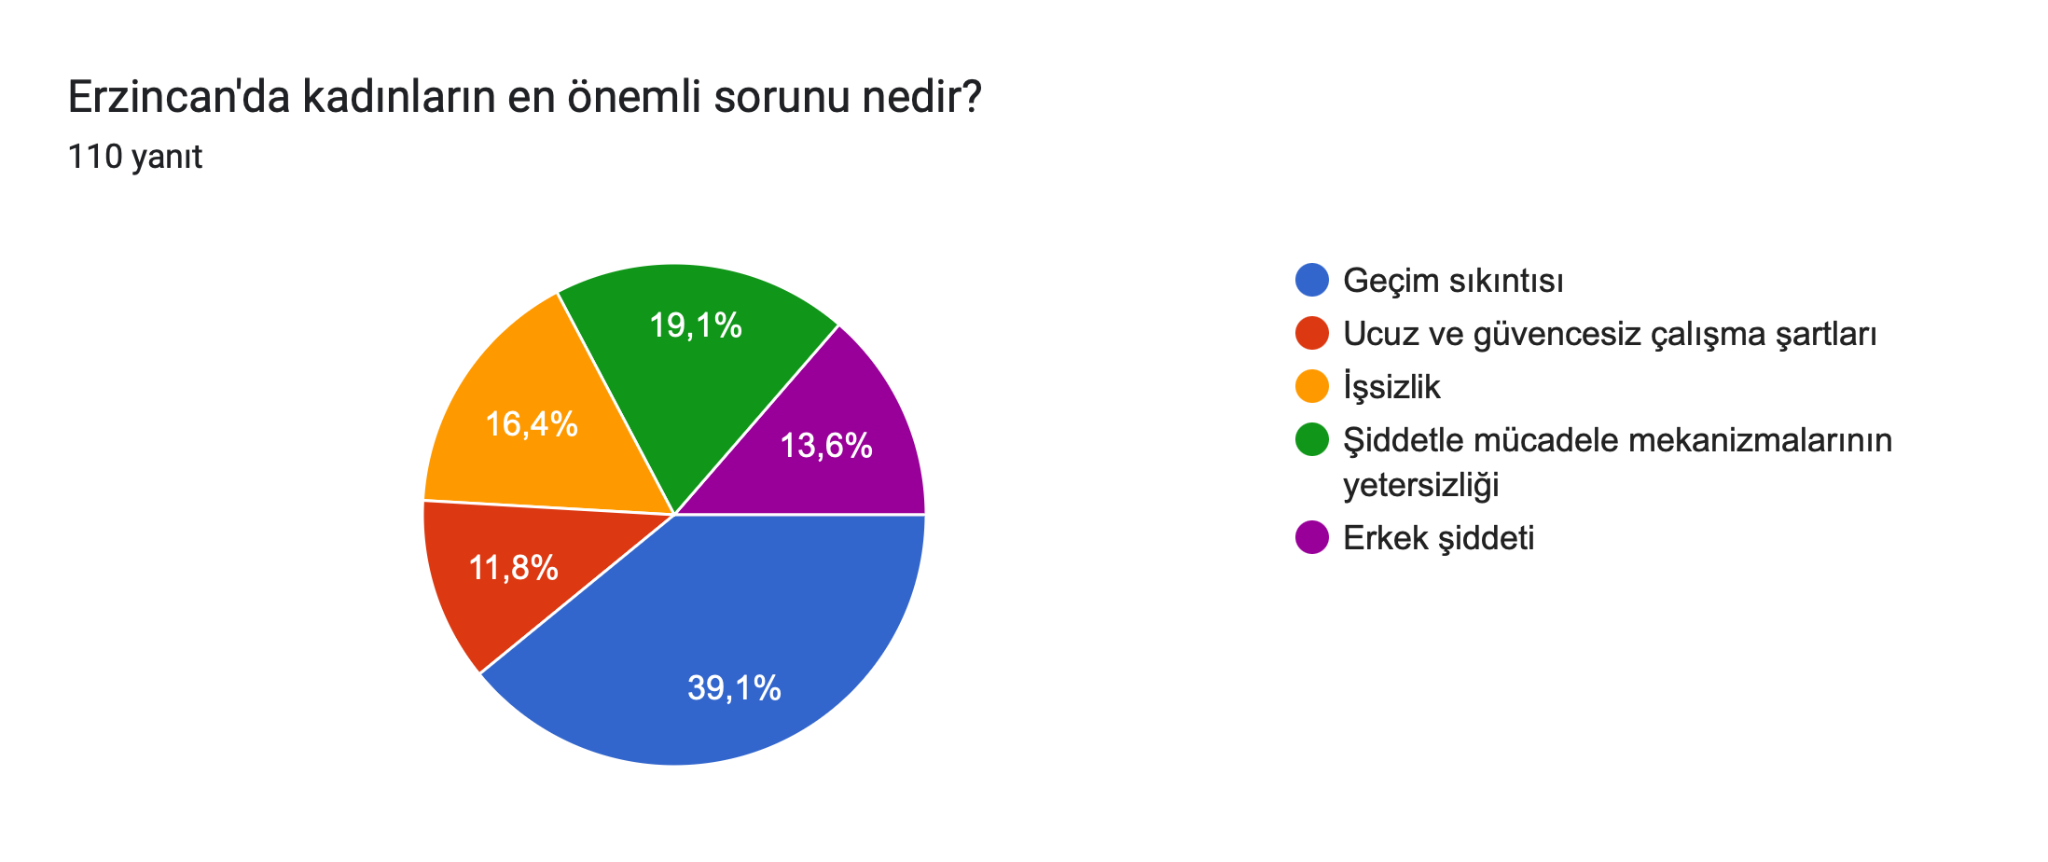 Erzincan'da kadınların en önemli sorunu nedir?
110 yanıt
19,1%
16,4%
13,6%
11,8%
39,1%
Geçim sıkıntısı
Ucuz ve güvencesiz çalışma şartları
İşsizlik
Şiddetle mücadele mekanizmalarının
yetersizliği
Erkek şiddeti